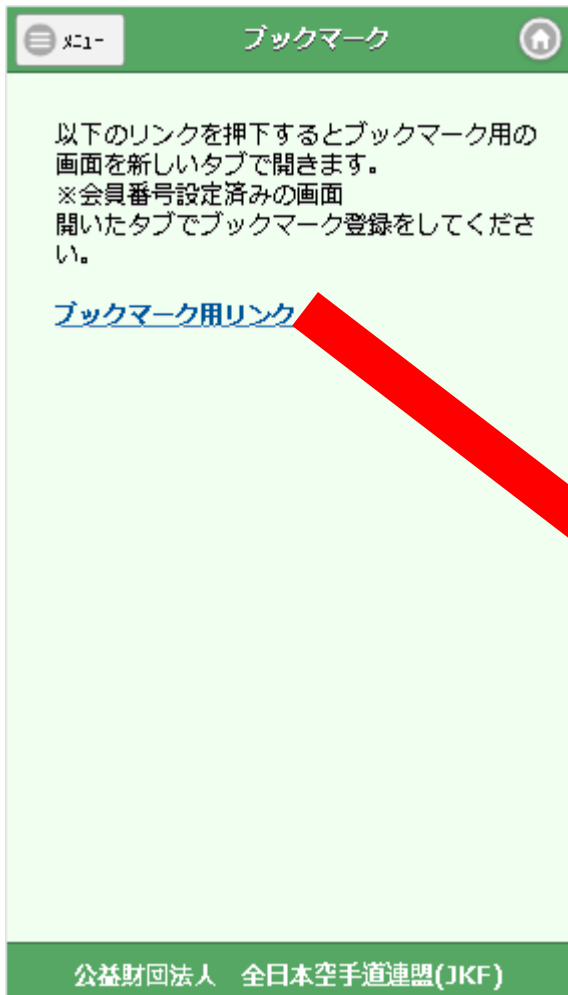 ﾒﾆｭｰ
ブックマーク
以下のリンクを押下するとブックマーク用の
画面を新しいタブで開きます。
※会員番号設定済みの画面
開いたタブでブックマーク登録をしてくださ
い。
ブックマーク用リンク
公益財団法人　全日本空手道連盟(JKF)